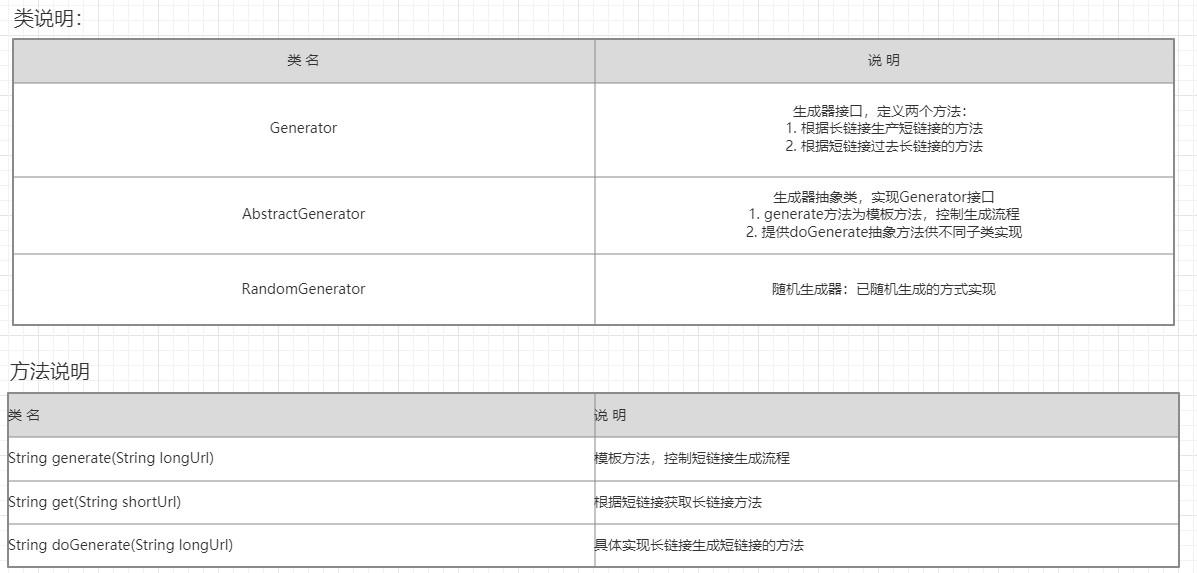 类说明：
类 名
说 明
Generator
生成器接口，定义两个方法：
1. 根据长链接生产短链接的方法
2. 根据短链接过去长链接的方法
AbstractGenerator
生成器抽象类，实现Generator接口
1. generate方法为模板方法，控制生成流程
2. 提供doGenerate抽象方法供不同子类实现
RandomGenerator
随机生成器：已随机生成的方式实现
方法说明
类 名
说 明
String generate(String longUrl)
模板方法，控制短链接生成流程
String get(String shortUrl)
根据短链接获取长链接方法
String doGenerate(String longUrl)
具体实现长链接生成短链接的方法